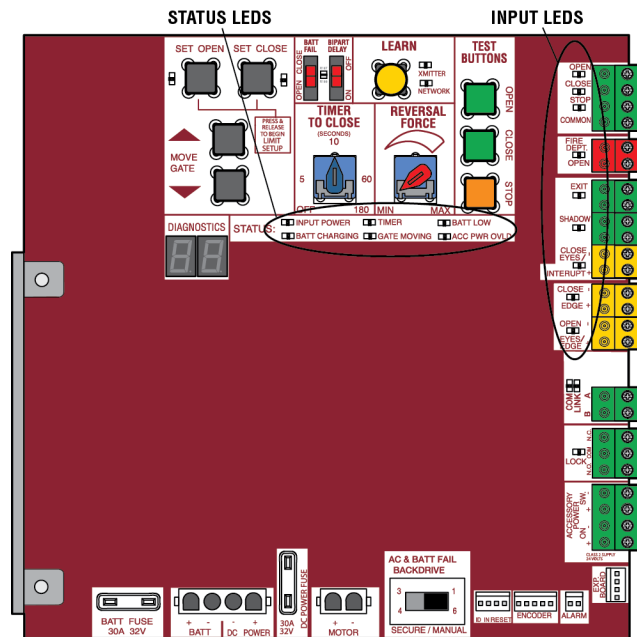 STATUS LEDS
INPUT LEDS
SET OPEN
SET CLOSE
PRESS &
RELEASE
TO BEGIN
LIMIT
SETUP
MOVE
GATE
BATT
FAIL
BIPART
DELAY
OPEN CLOSE
ON OFF
LEARN
XMITTER
NETWORK
TIMER
TO CLOSE
(SECONDS)
10
5
60
OFF
180
REVERSAL
FORCE
MIN
MAX
TEST
BUTTONS
OPEN
CLOSE
STOP
DIAGNOSTICS
88
STATUS:
INPUT POWER
TIMER
BATT LOW
BATT CHARGING
GATE MOVING
ACC PWR OVLD
OPEN
CLOSE
STOP
COMMON
FIRE
DEPT.
OPEN
EXIT
SHADOW
CLOSE -
EYES/
INTERUPT +
CLOSE -
EDGE +
OPEN -
EYES/
EDGE +
COM
LINK
A
B
LOCK
N.C.
COM
N.O.
ACCESSORY
POWER
SW.
- +
ON
- +
CLASS 2 SUPPLY
24 VOLTS
EXP.
BOARD
BATT FUSE
30A 32V
+ -
BATT
- +
DC POWER
30A
32V
DC POWER FUSE
+ -
MOTOR
AC & BATT FAIL
BACKDRIVE
3
4
1
6
SECURE / MANUAL
ID IN RESET
ENCODER
ALARM